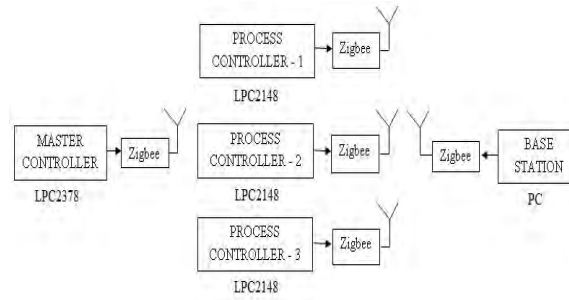 PROCESS
CONTROLLER - 1
Zigbee
LPC2148
MASTER
CONTROLLER
Zigbee
LPC2378
PROCESS
CONTROLLER - 2
Zigbee
LPC2148
Zigbee
BASE
STATION
PC
PROCESS
CONTROLLER - 3
Zigbee
LPC2148